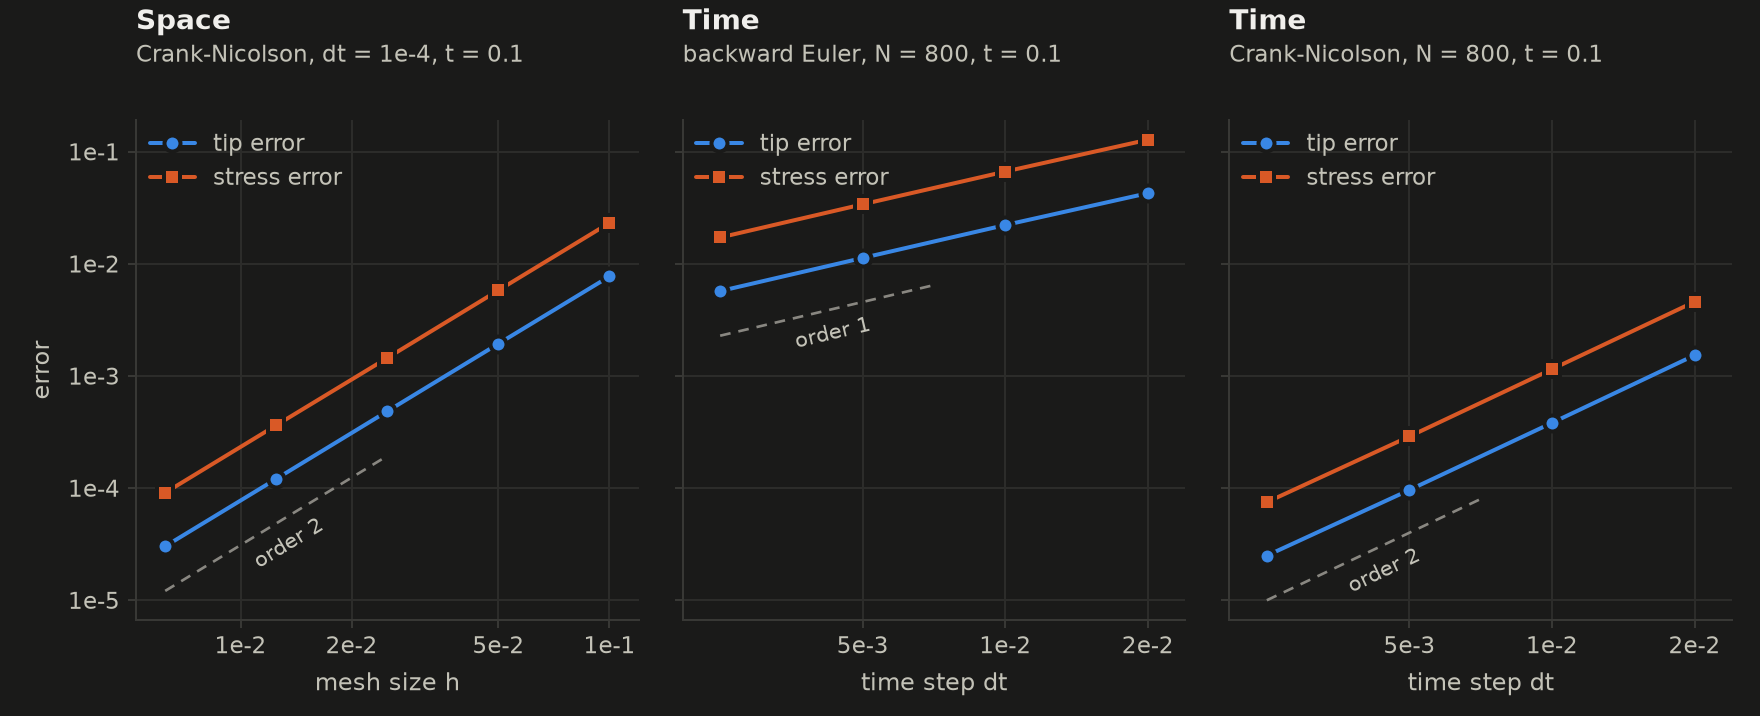 Space
Crank-Nicolson, dt = 1e-4, t = 0.1
tip error
stress error
1e-1
1e-2
1e-3
1e-4
1e-5
error
order 2
1e-2
2e-2
5e-2
1e-1
mesh size h
Time
backward Euler, N = 800, t = 0.1
tip error
stress error
order 1
5e-3
1e-2
2e-2
time step dt
Time
Crank-Nicolson, N = 800, t = 0.1
tip error
stress error
order 2
5e-3
1e-2
2e-2
time step dt